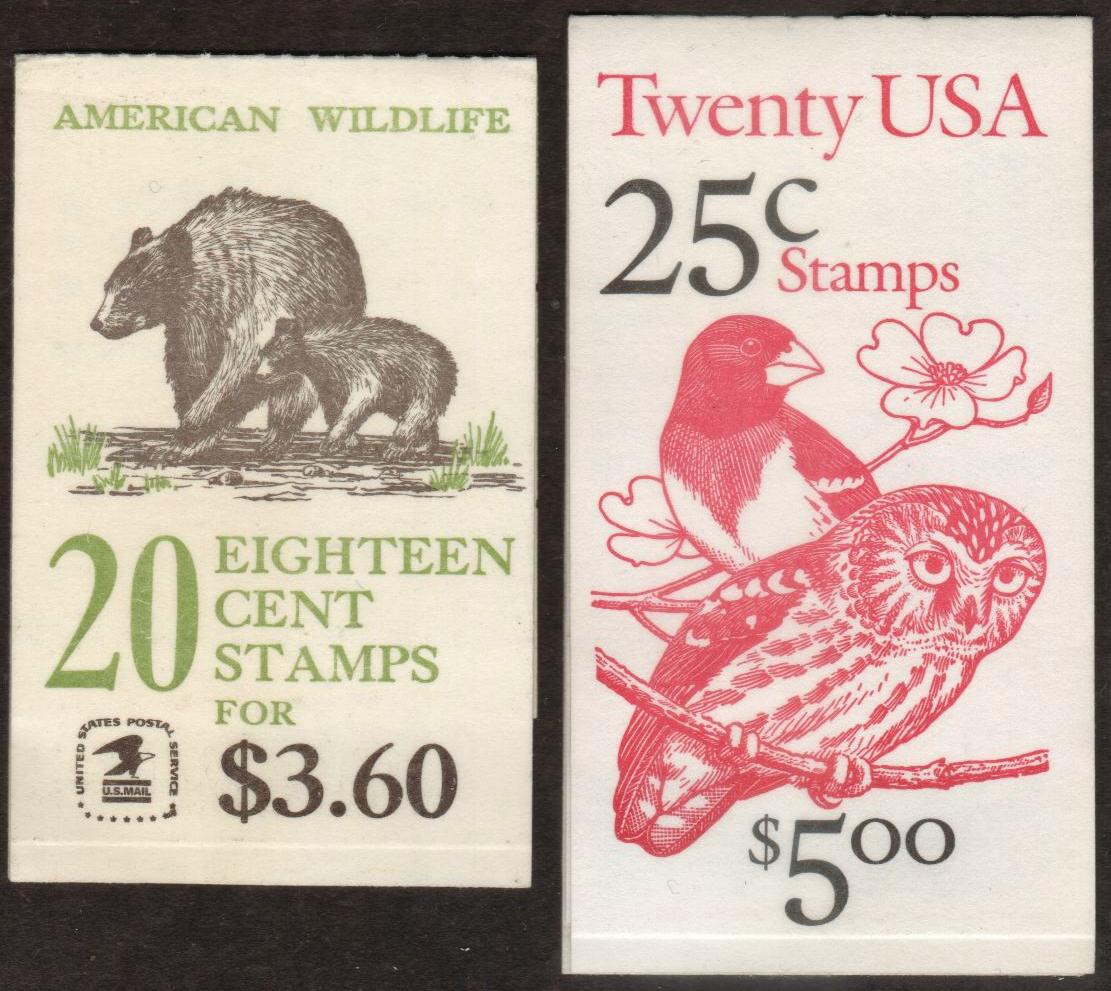 AMERICAN WILDLIFE
20 EIGHTEEN
CENT
STAMPS
FOR
$3.60
UNITED STATES POSTAL SERVICE
U.S.MAIL
Twenty USA
25c
Stamps
$5.00